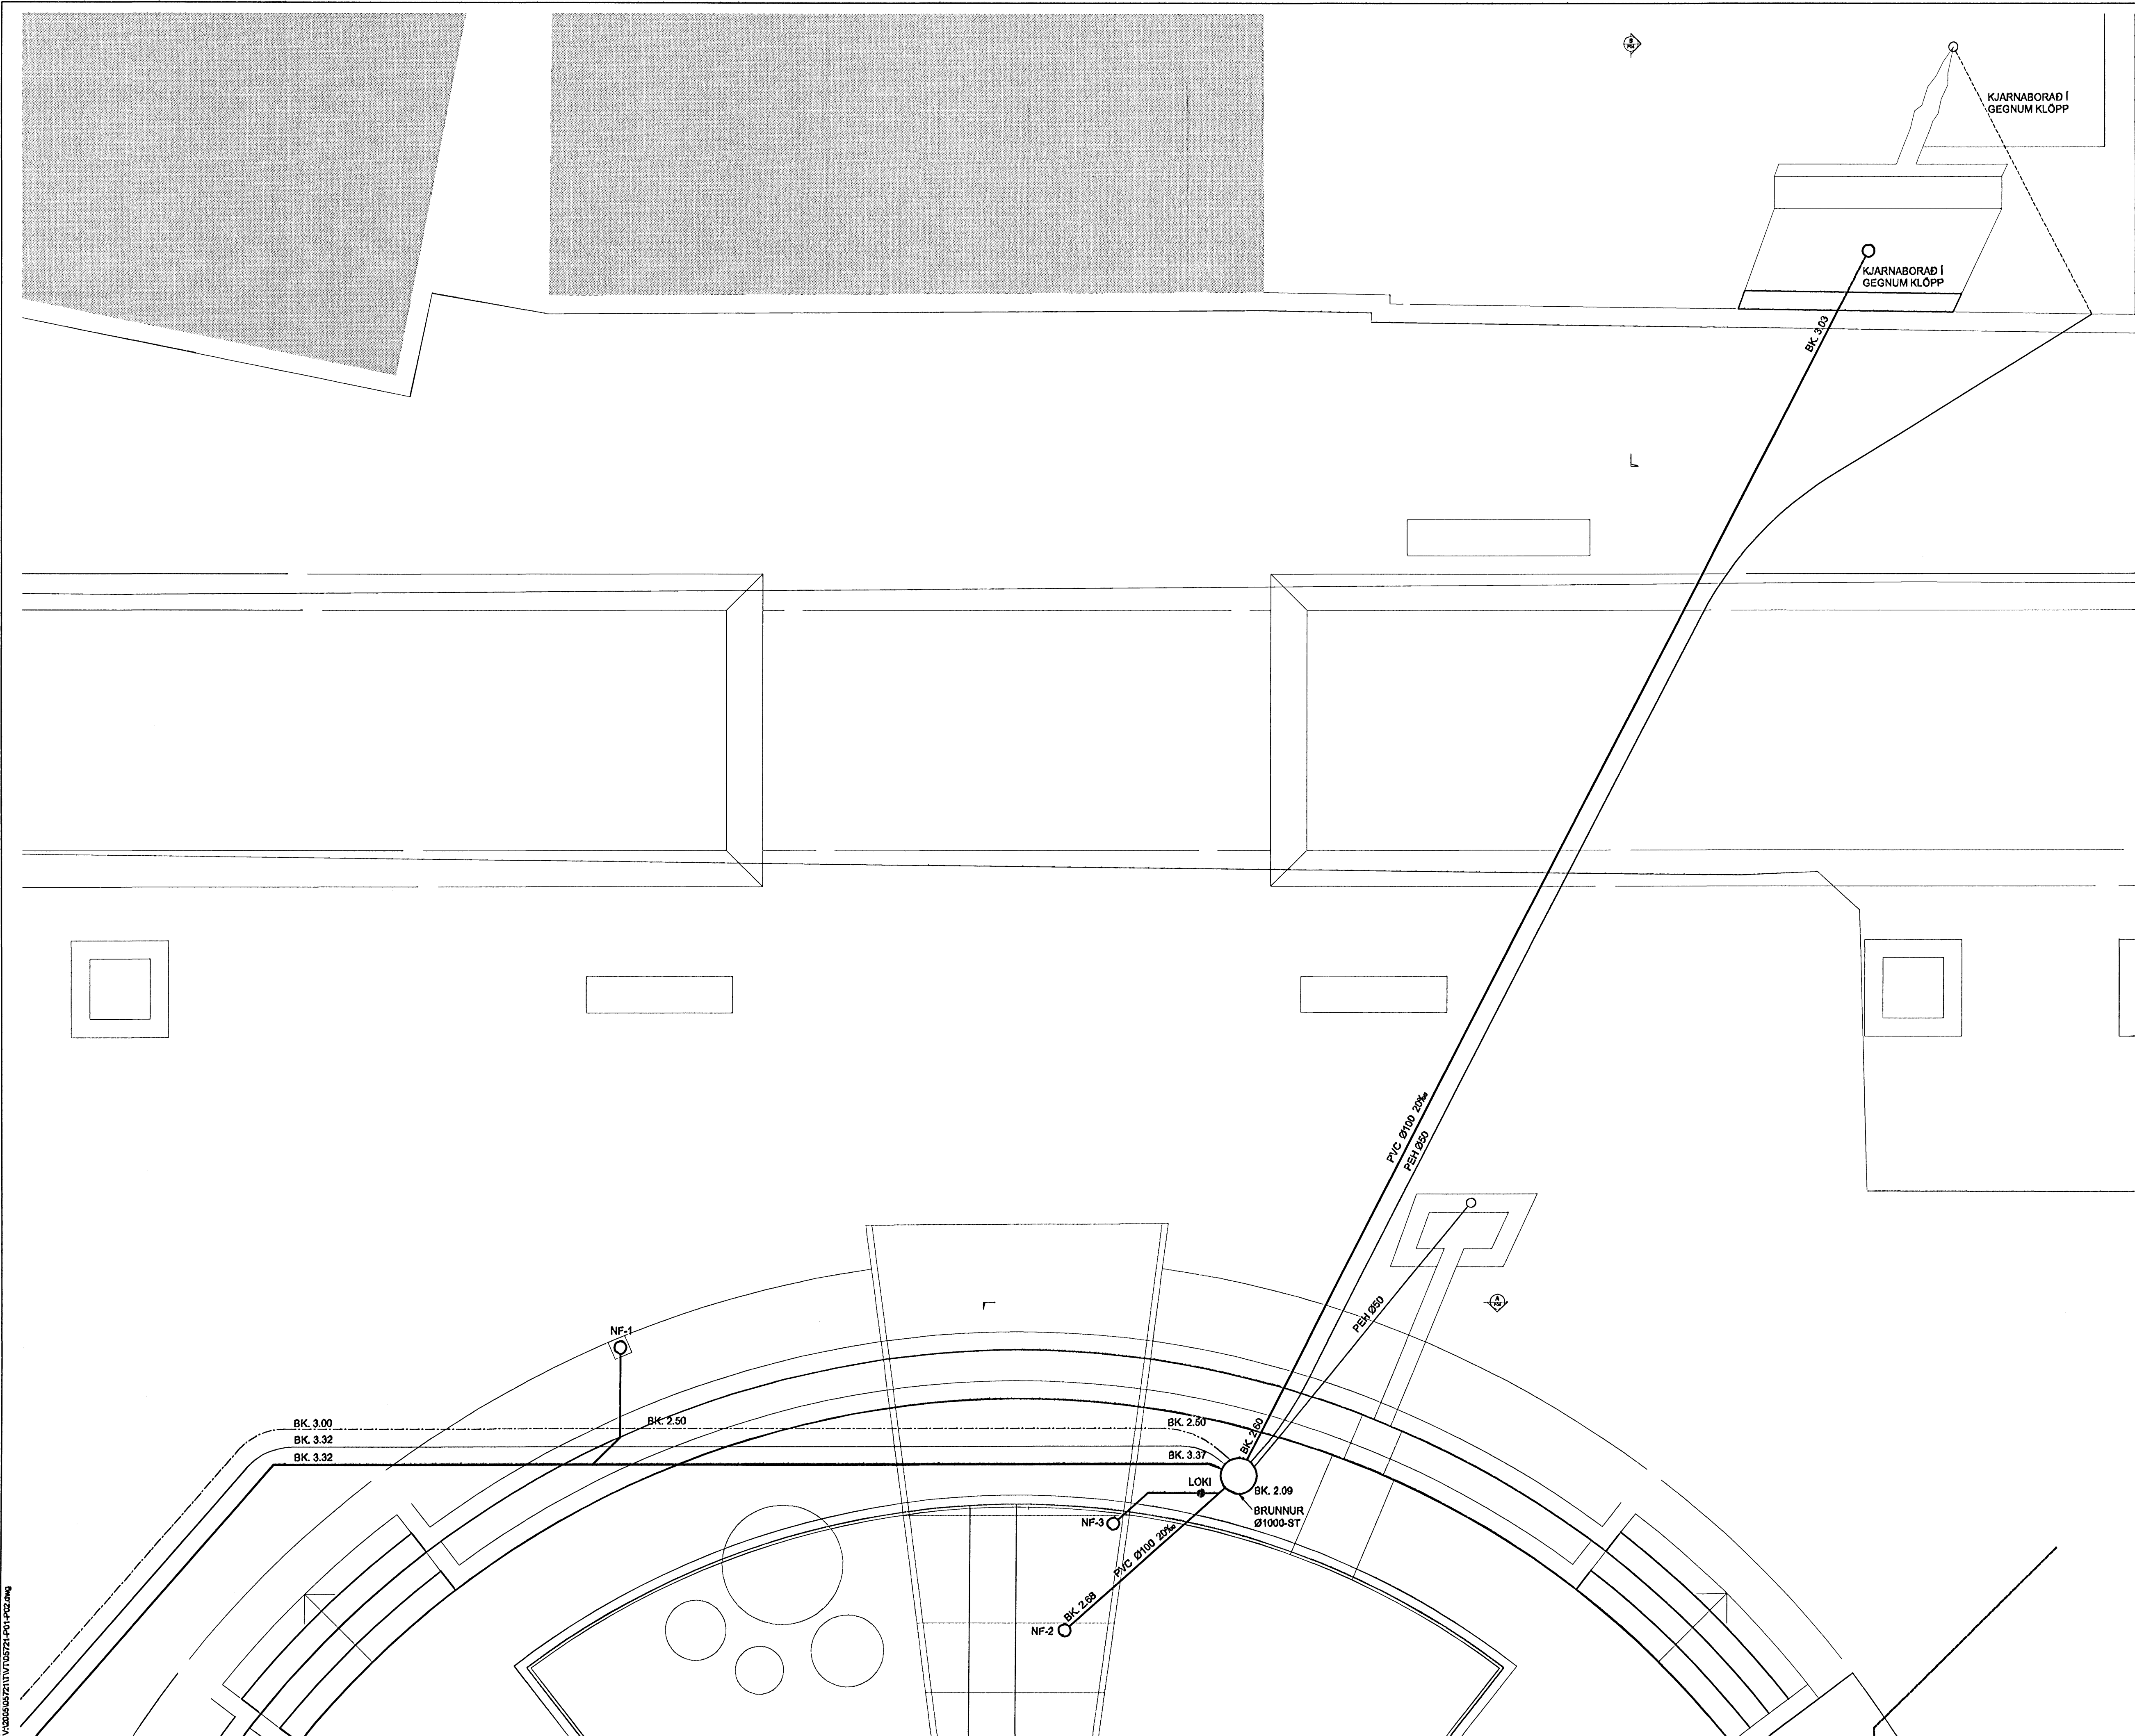 KJARNABORAÐ Í
GEGNUM KLÖPP
KJARNABORAÐ Í
GEGNUM KLÖPP
BK. 3.03
PVC Ø100 20‰
PEH Ø50
PEH Ø50
A
NF-1
BK. 3.00
BK. 2.50
BK. 2.50
BK. 2.60
BK. 3.32
BK. 3.32
BK. 3.37
LOKI
BK. 2.09
BRUNNUR
Ø1000-ST
NF-3
PVC Ø100 20‰
BK. 2.68
NF-2